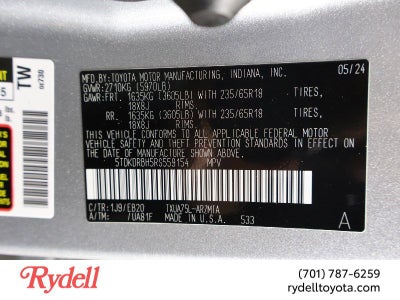 MFD BY:TOYOTA MOTOR MANUFACTURING, INDIANA, INC. 05/24
GVWR:2710KG (5970LB)
GAWR:FRT. 1635KG (3605LB) WITH 235/65R18 TIRES,
18X8J RIMS,
RR. 1635KG (3605LB) WITH 235/65R18 TIRES,
18X8J RIMS,
THIS VEHICLE CONFORMS TO ALL APPLICABLE FEDERAL MOTOR
VEHICLE SAFETY AND THEFT PREVENTION STANDARDS IN EFFECT
ON THE DATE OF MANUFACTURE SHOWN ABOVE.
5TDKDRBH5RS559154 MPV
C/TR:1J9/EB20 TXUA75L-ARZMTA
A/TM: /UA81F 533 A
TW
0x730
Rydell
(701) 787-6259
rydelltoyota.com